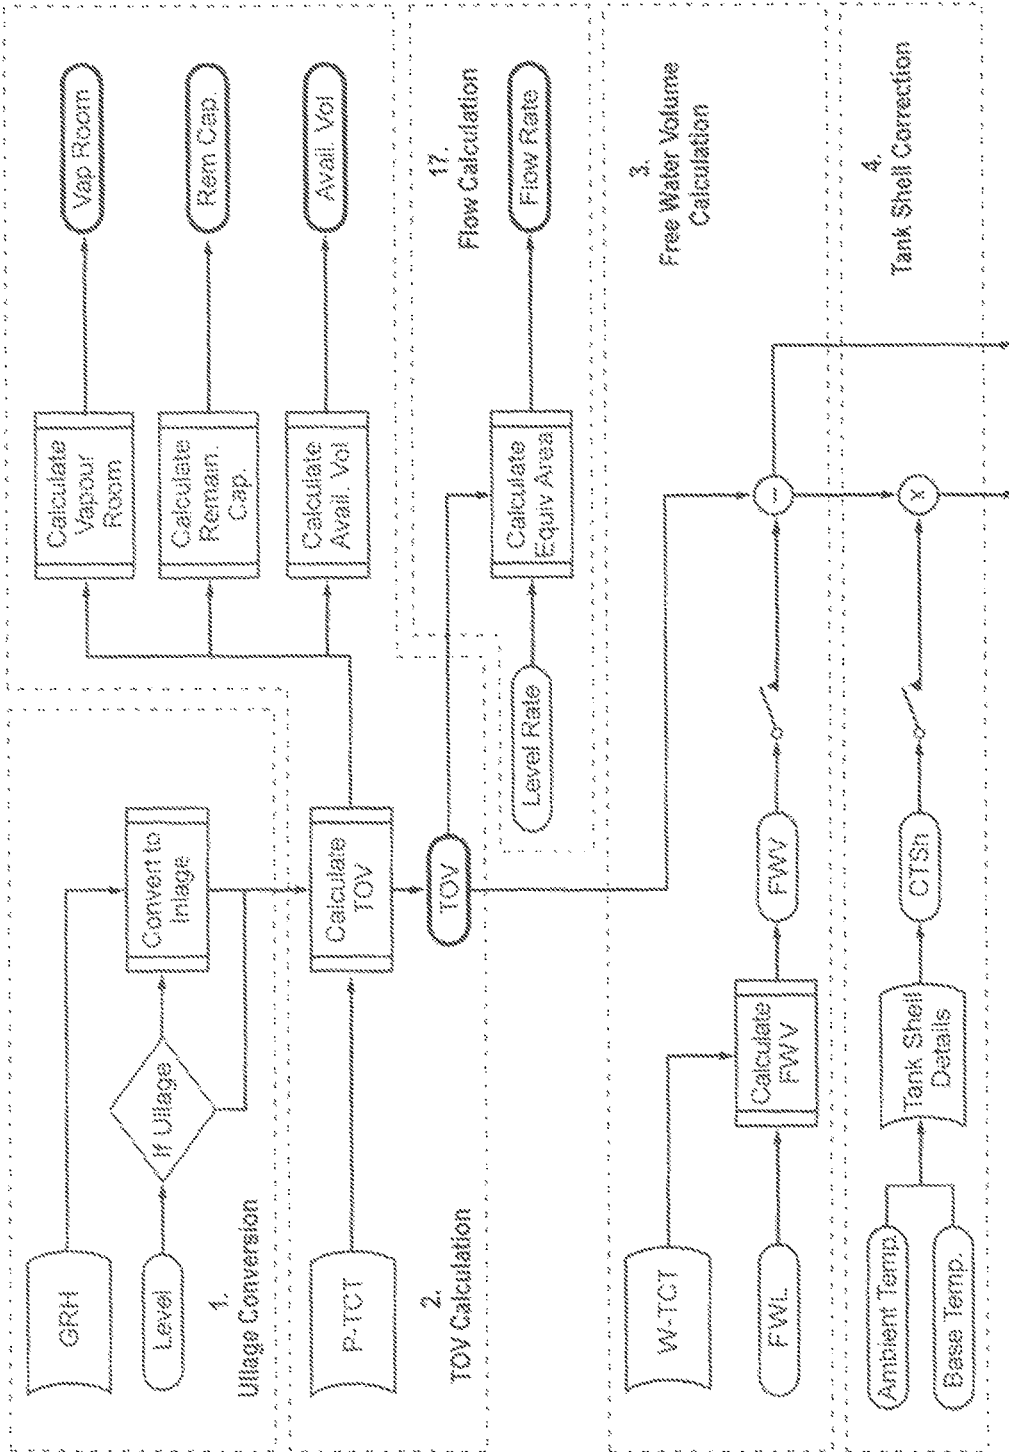 GRH
Level
If Ullage
Convert to
Inlage
1.
Ullage Conversion
P-TCT
Calculate
TOV
TOV
2.
TOV Calculation
Calculate
Vapour
Room
Vap Room
Calculate
Remain.
Cap.
Rem Cap.
Calculate
Avail. Vol
Avail. Vol
17.
Flow Calculation
Level Rate
Calculate
Equiv Area
Flow Rate
3.
Free Water Volume
Calculation
W-TCT
FWL
Calculate
FWV
FWV
-
4.
Tank Shell Correction
Ambient Temp.
Base Temp.
Tank Shell
Details
CTSh
x